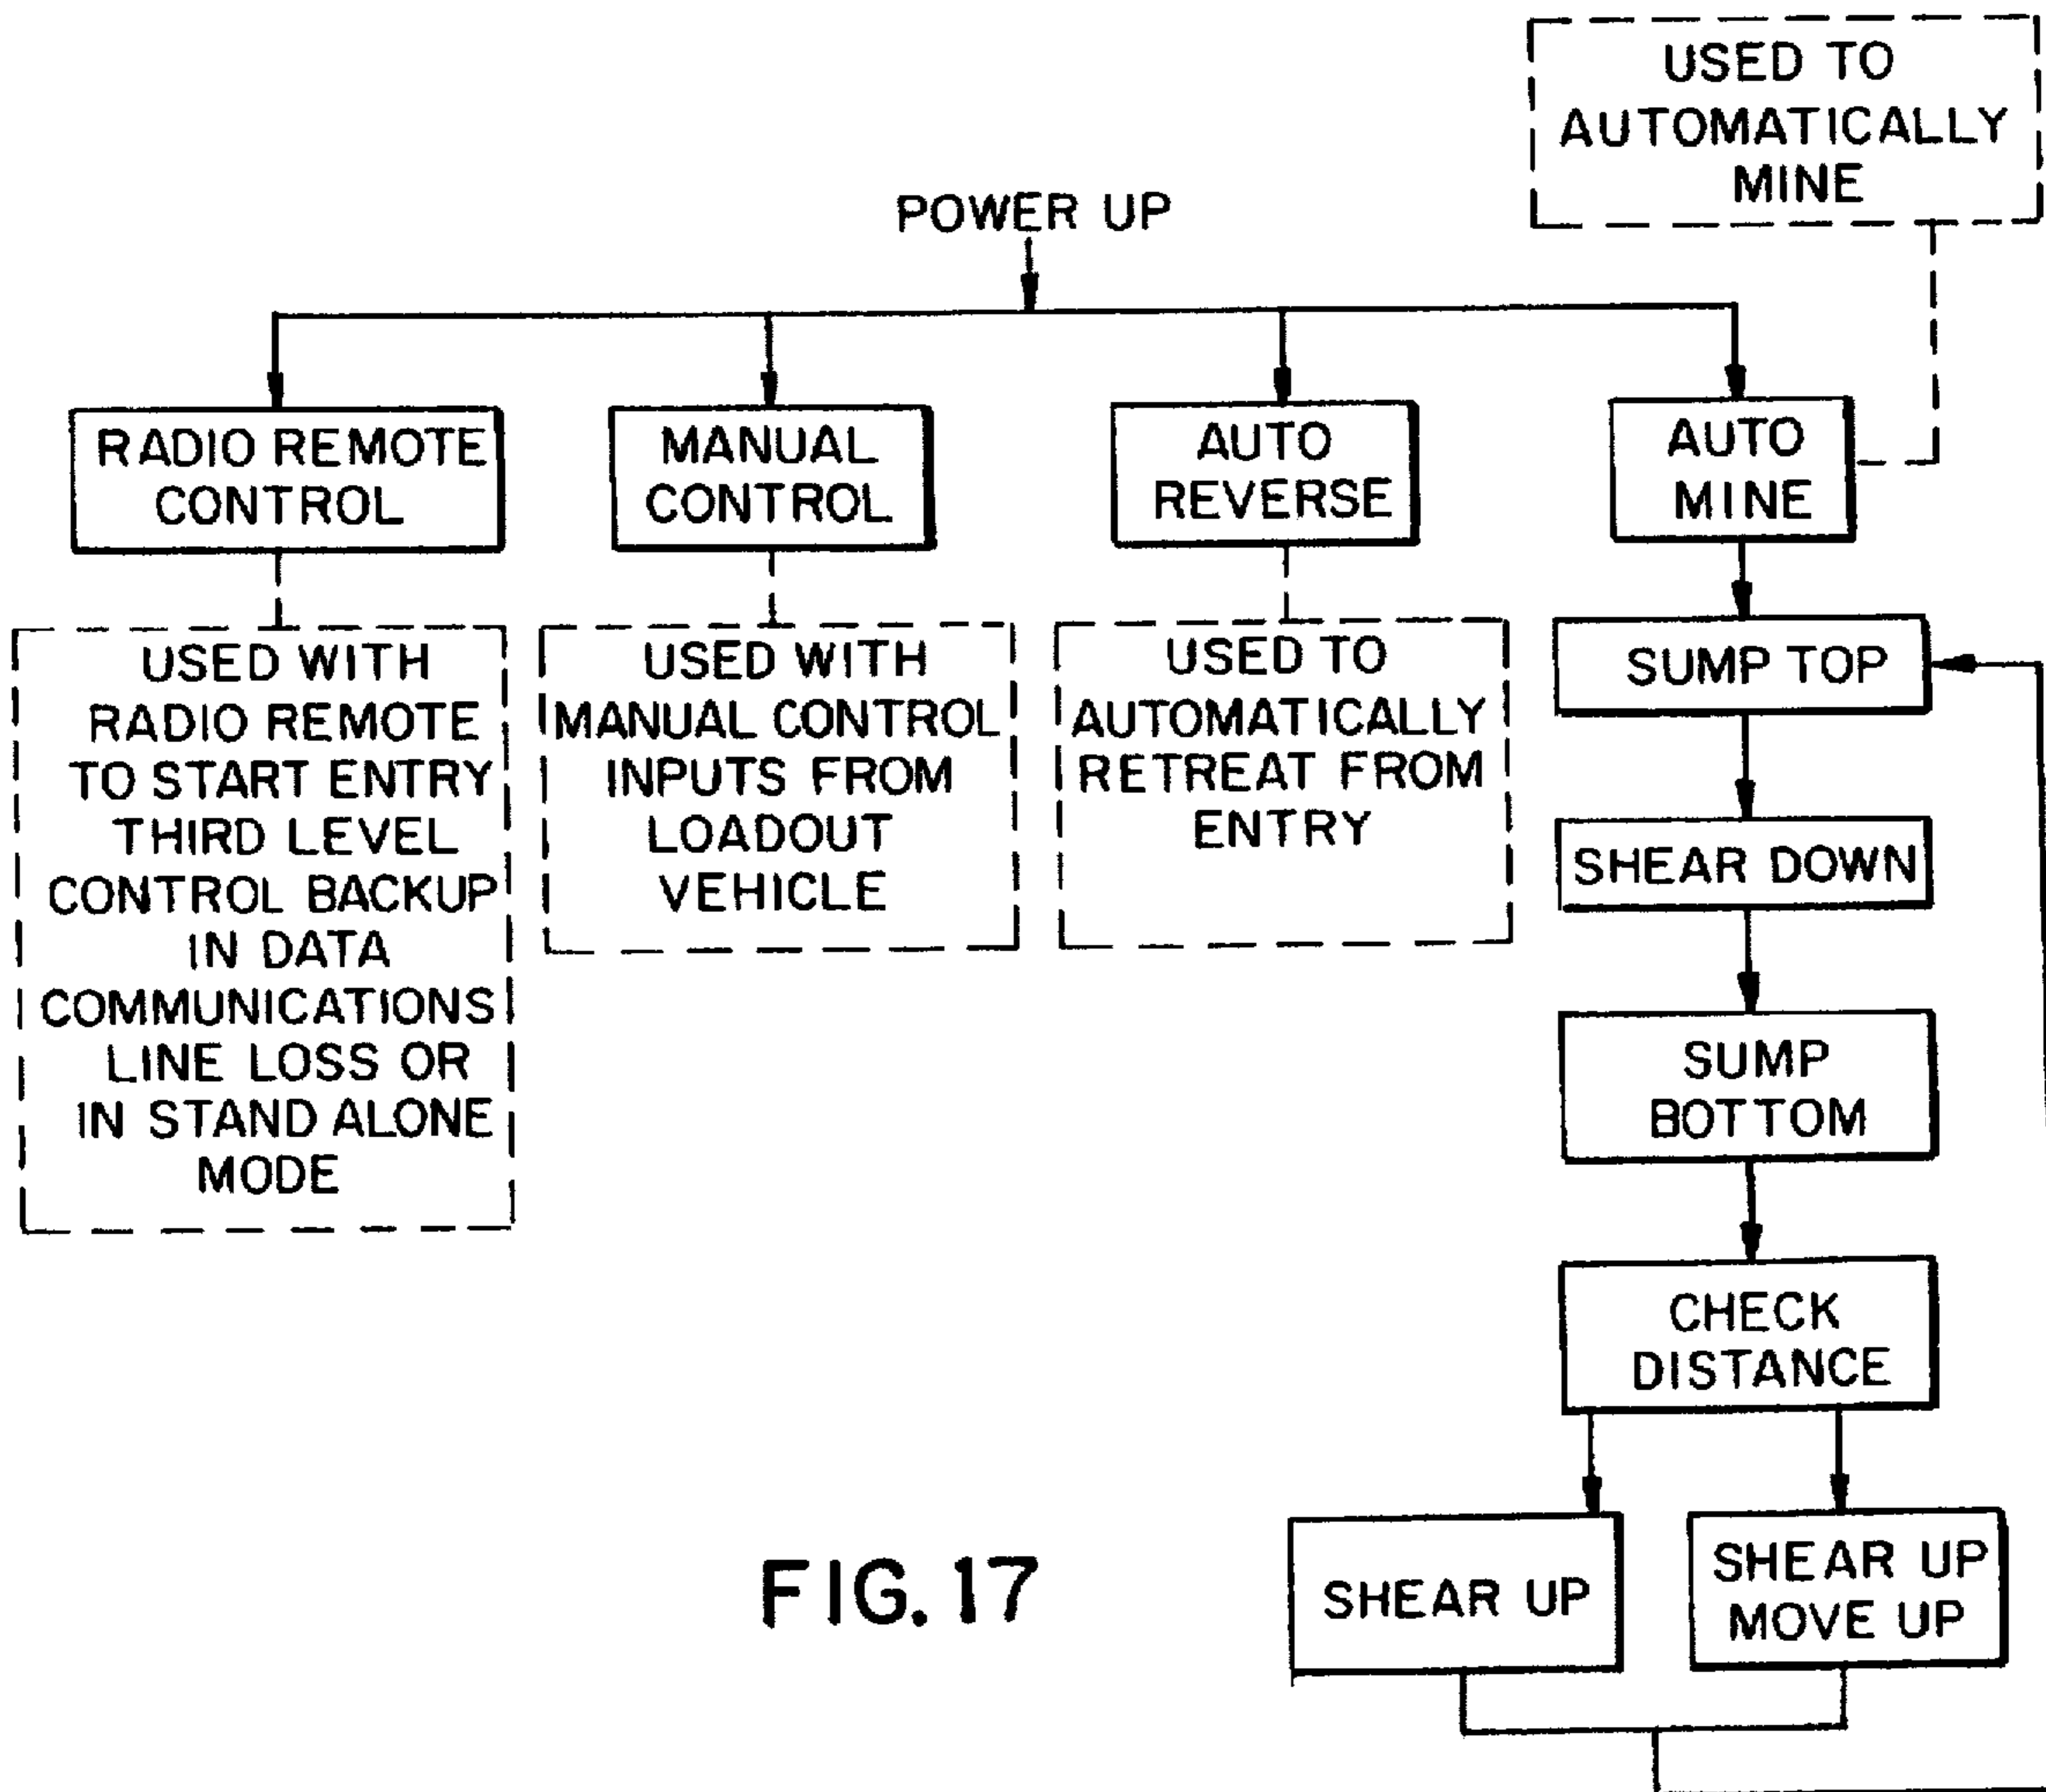 USED TO
AUTOMATICALLY
MINE
POWER UP
RADIO REMOTE
CONTROL
MANUAL
CONTROL
AUTO
REVERSE
AUTO
MINE
USED WITH
RADIO REMOTE
TO START ENTRY
THIRD LEVEL
CONTROL BACKUP
IN DATA
COMMUNICATIONS
LINE LOSS OR
IN STAND ALONE
MODE
USED WITH
MANUAL CONTROL
INPUTS FROM
LOADOUT
VEHICLE
USED TO
AUTOMATICALLY
RETREAT FROM
ENTRY
SUMP TOP
SHEAR DOWN
SUMP
BOTTOM
CHECK
DISTANCE
SHEAR UP
SHEAR UP
MOVE UP
FIG. 17